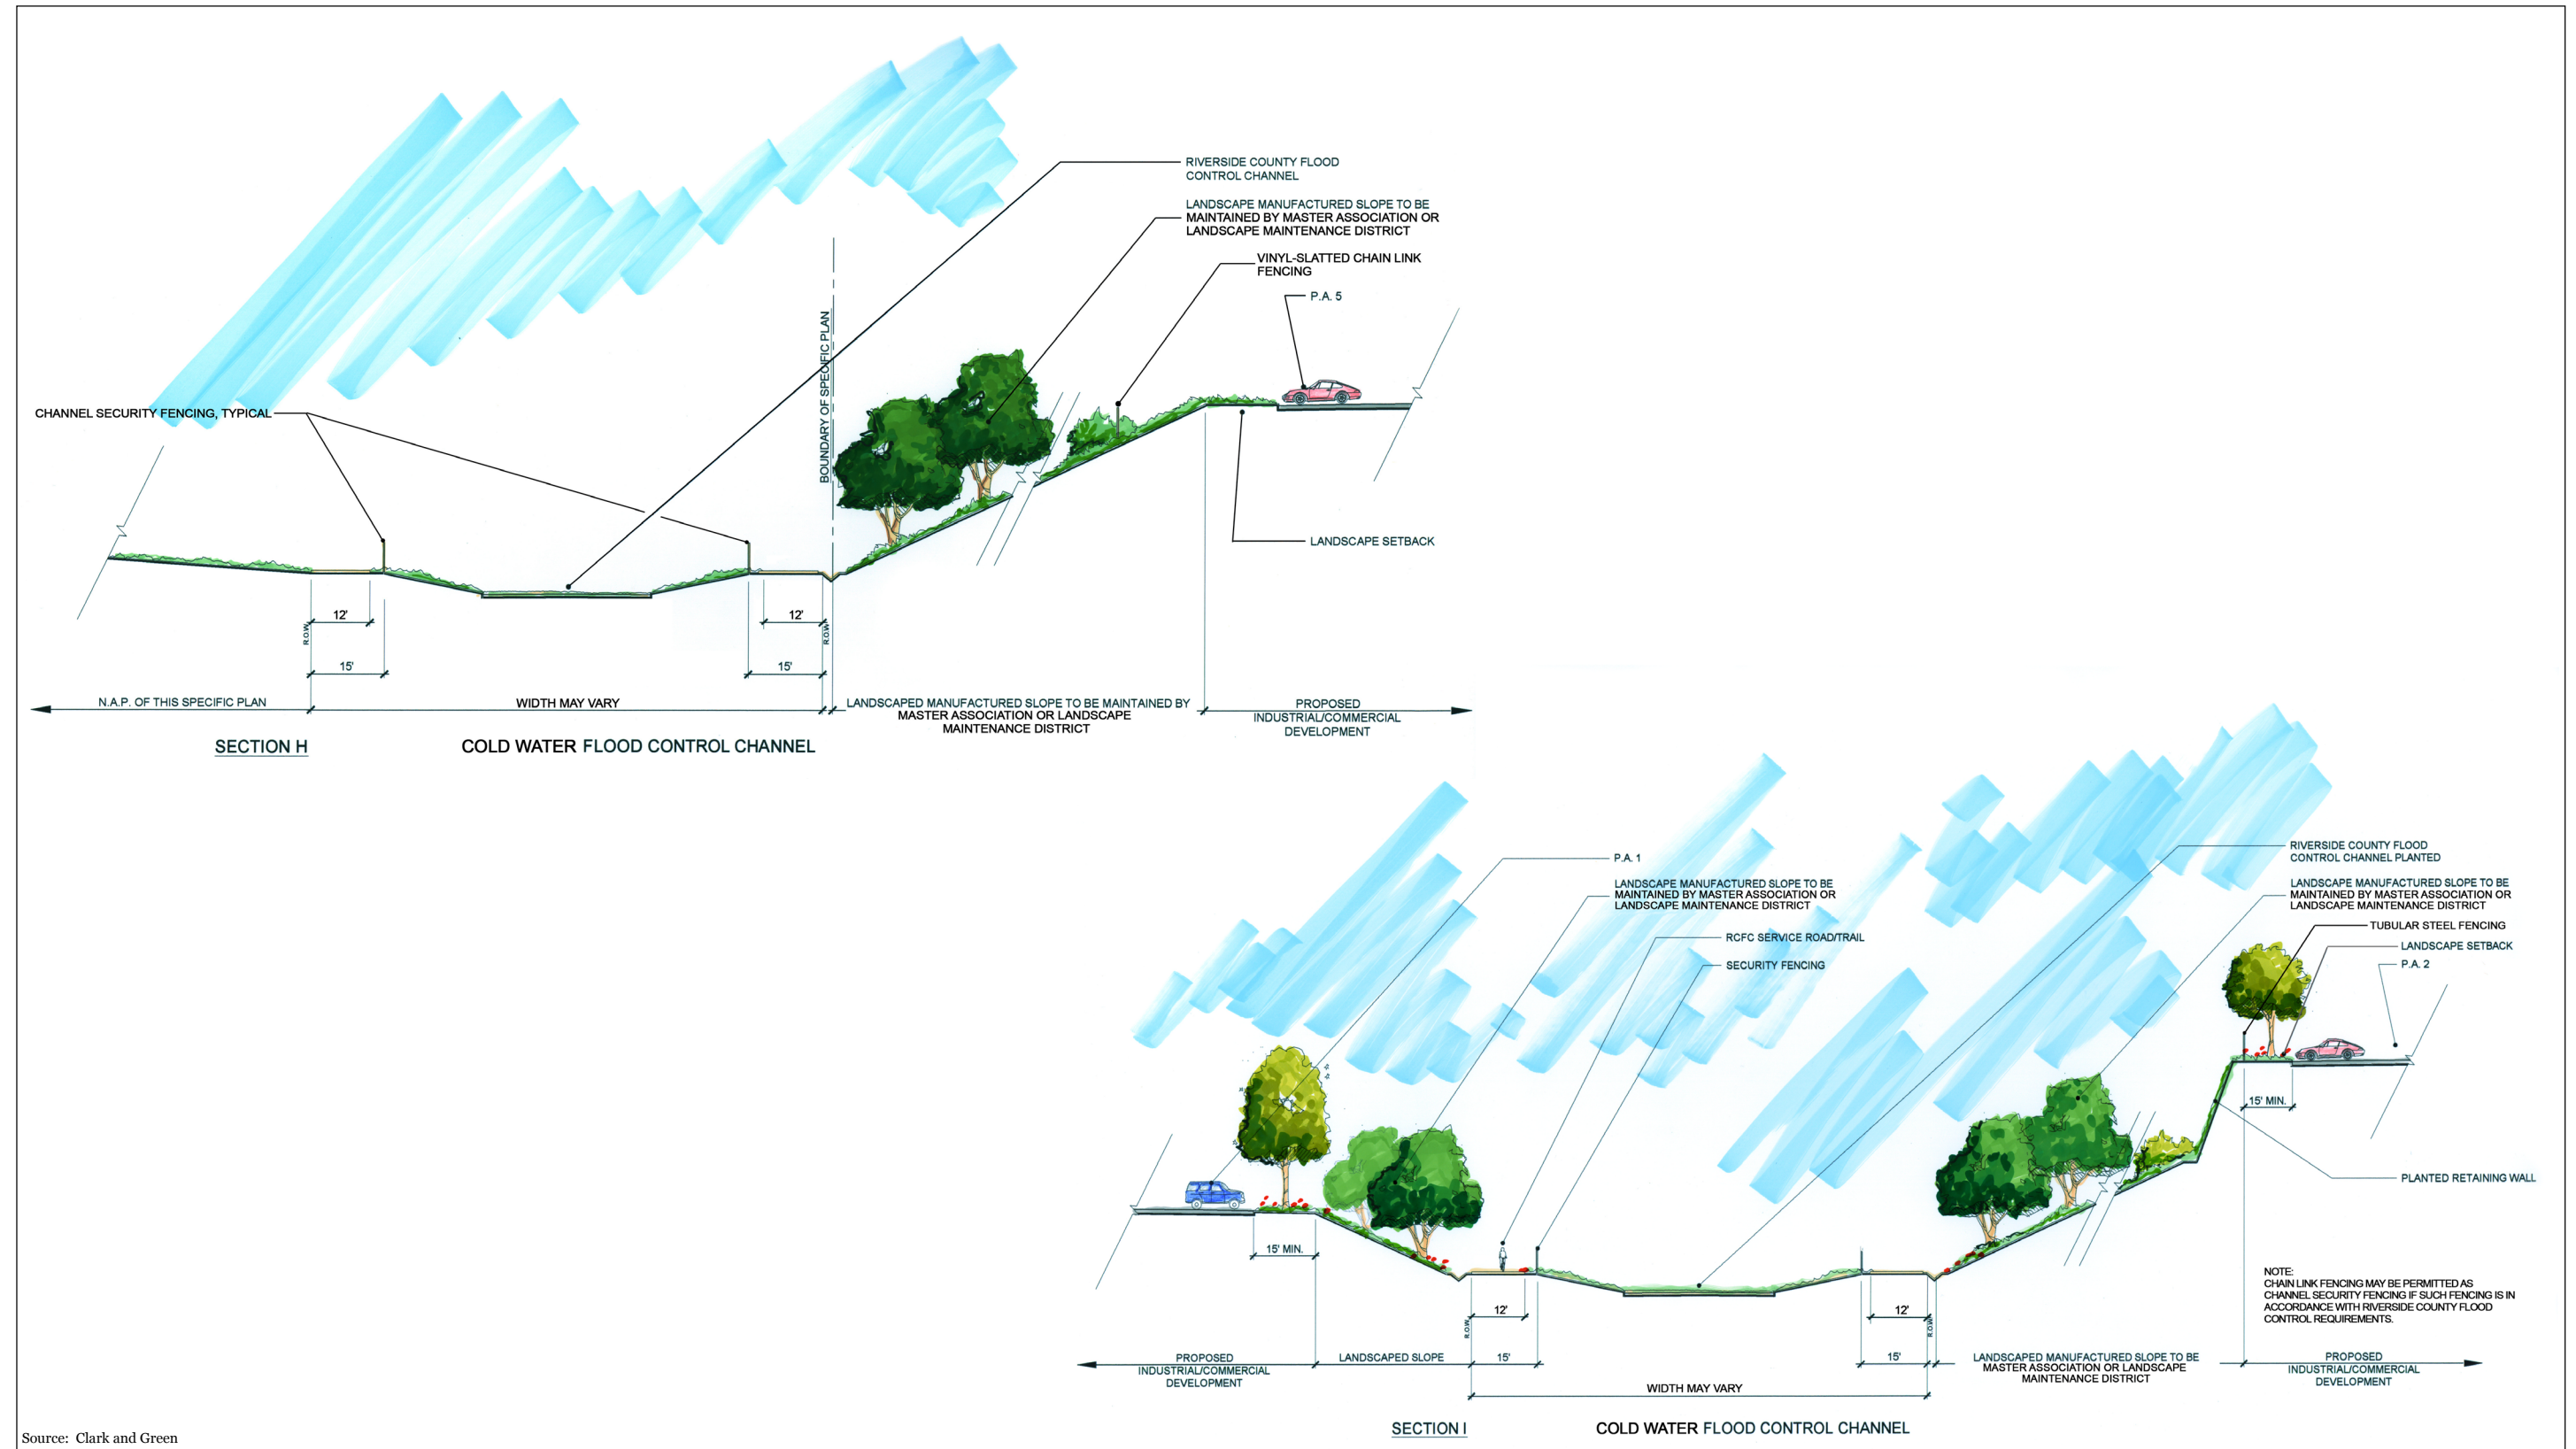 RIVERSIDE COUNTY FLOOD
CONTROL CHANNEL
LANDSCAPE MANUFACTURED SLOPE TO BE
MAINTAINED BY MASTER ASSOCIATION OR
LANDSCAPE MAINTENANCE DISTRICT
VINYL-SLATTED CHAIN LINK
FENCING
P.A. 5
BOUNDARY OF SPECIFIC PLAN
CHANNEL SECURITY FENCING, TYPICAL
LANDSCAPE SETBACK
12'
12'
R.O.W.
R.O.W.
15'
15'
N.A.P. OF THIS SPECIFIC PLAN
WIDTH MAY VARY
LANDSCAPED MANUFACTURED SLOPE TO BE MAINTAINED BY
MASTER ASSOCIATION OR LANDSCAPE
MAINTENANCE DISTRICT
PROPOSED
INDUSTRIAL/COMMERCIAL
DEVELOPMENT
SECTION H
COLD WATER FLOOD CONTROL CHANNEL
P.A. 1
LANDSCAPE MANUFACTURED SLOPE TO BE
MAINTAINED BY MASTER ASSOCIATION OR
LANDSCAPE MAINTENANCE DISTRICT
RCFC SERVICE ROAD/TRAIL
SECURITY FENCING
RIVERSIDE COUNTY FLOOD
CONTROL CHANNEL PLANTED
LANDSCAPE MANUFACTURED SLOPE TO BE
MAINTAINED BY MASTER ASSOCIATION OR
LANDSCAPE MAINTENANCE DISTRICT
TUBULAR STEEL FENCING
LANDSCAPE SETBACK
P.A. 2
15' MIN.
PLANTED RETAINING WALL
15' MIN.
NOTE:
CHAIN LINK FENCING MAY BE PERMITTED AS
CHANNEL SECURITY FENCING IF SUCH FENCING IS IN
ACCORDANCE WITH RIVERSIDE COUNTY FLOOD
CONTROL REQUIREMENTS.
12'
12'
R.O.W.
R.O.W.
PROPOSED
INDUSTRIAL/COMMERCIAL
DEVELOPMENT
LANDSCAPED SLOPE
15'
15'
LANDSCAPED MANUFACTURED SLOPE TO BE
MASTER ASSOCIATION OR LANDSCAPE
MAINTENANCE DISTRICT
PROPOSED
INDUSTRIAL/COMMERCIAL
DEVELOPMENT
WIDTH MAY VARY
SECTION I
COLD WATER FLOOD CONTROL CHANNEL
Source: Clark and Green